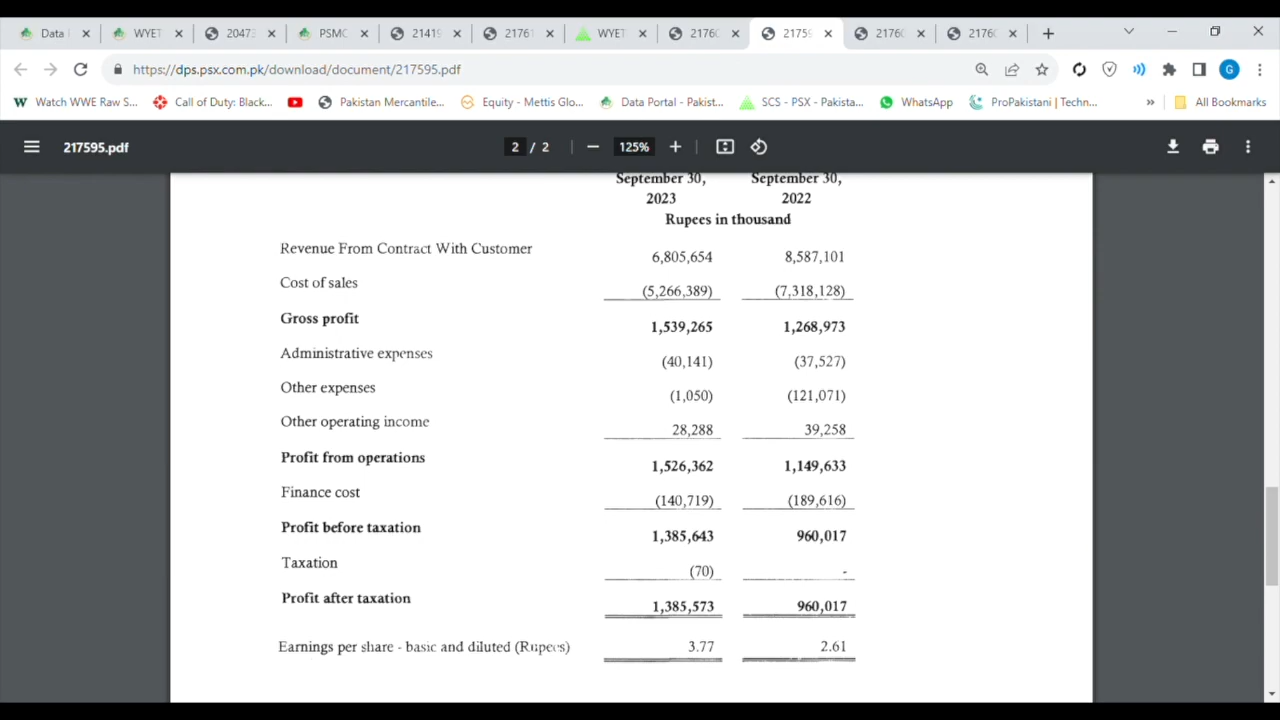 Data
WYET
20473
PSMC
21419
21761
WYET
2176
21759
2176
2176
https://dps.psx.com.pk/download/document/217595.pdf
G
W Watch WWE Raw S... Call of Duty: Black... Pakistan Mercantile... Equity - Mettis Glo... Data Portal - Pakist... SCS - PSX - Pakista... WhatsApp ProPakistani | Techn... » All Bookmarks
217595.pdf 2 / 2 125%
September 30, September 30,
2023 2022
Rupees in thousand
Revenue From Contract With Customer 6,805,654 8,587,101
Cost of sales (5,266,389) (7,318,128)
Gross profit 1,539,265 1,268,973
Administrative expenses (40,141) (37,527)
Other expenses (1,050) (121,071)
Other operating income 28,288 39,258
Profit from operations 1,526,362 1,149,633
Finance cost (140,719) (189,616)
Profit before taxation 1,385,643 960,017
Taxation (70) -
Profit after taxation 1,385,573 960,017
Earnings per share - basic and diluted (Rupees) 3.77 2.61